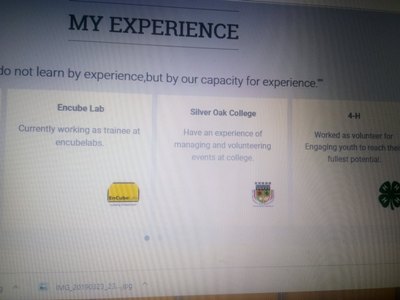 MY EXPERIENCE
do not learn by experience,but by our capacity for experience.""
Encube Lab
Currently working as trainee at
encubelabs.
EnCube
Silver Oak College
Have an experience of
managing and volunteering
events at college.
4-H
Worked as volunteer for
Engaging youth to reach their
fullest potential.
IMG_20190323_23....jpg